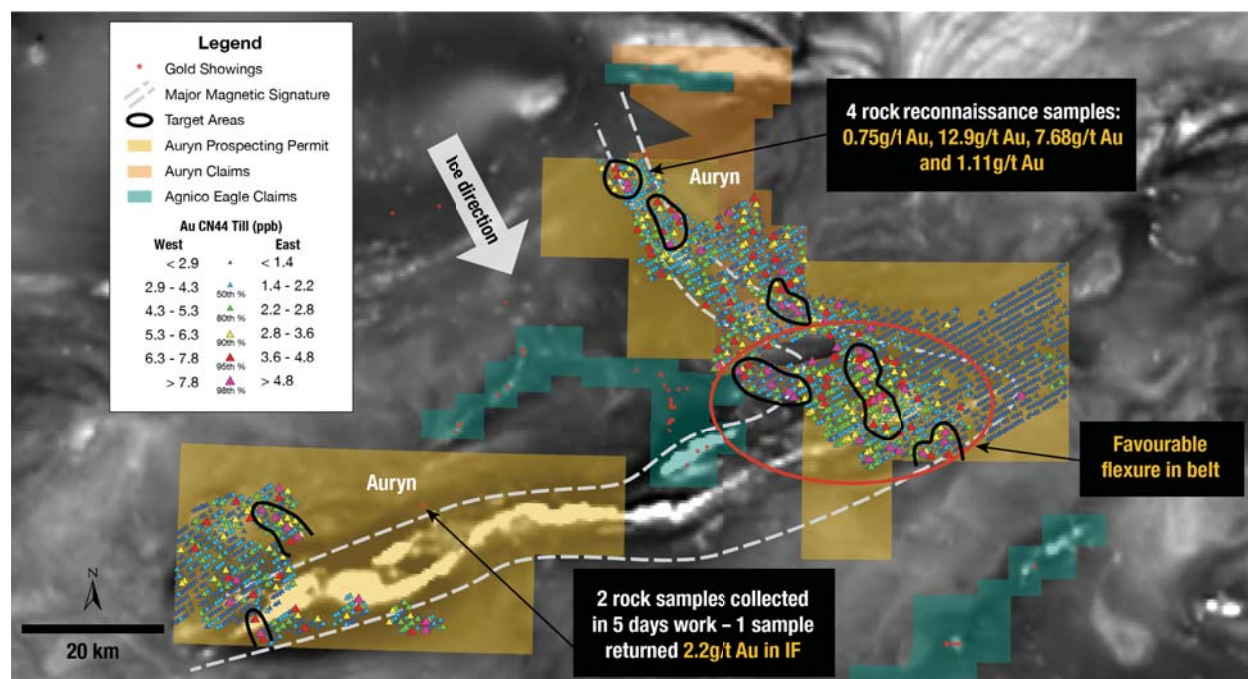 Legend
Gold Showings
Major Magnetic Signature
Target Areas
Auryn Prospecting Permit
Auryn Claims
Agnico Eagle Claims
Au CN44 Till (ppb)
West East
< 2.9 < 1.4
2.9 - 4.3 50th % 1.4 - 2.2
4.3 - 5.3 80th % 2.2 - 2.8
5.3 - 6.3 90th % 2.8 - 3.6
6.3 - 7.8 95th % 3.6 - 4.8
> 7.8 98th % > 4.8
Ice direction
Auryn
4 rock reconnaissance samples:
0.75g/t Au, 12.9g/t Au, 7.68g/t Au
and 1.11g/t Au
Favourable
flexure in belt
Auryn
2 rock samples collected
in 5 days work – 1 sample
returned 2.2g/t Au in IF
N
20 km